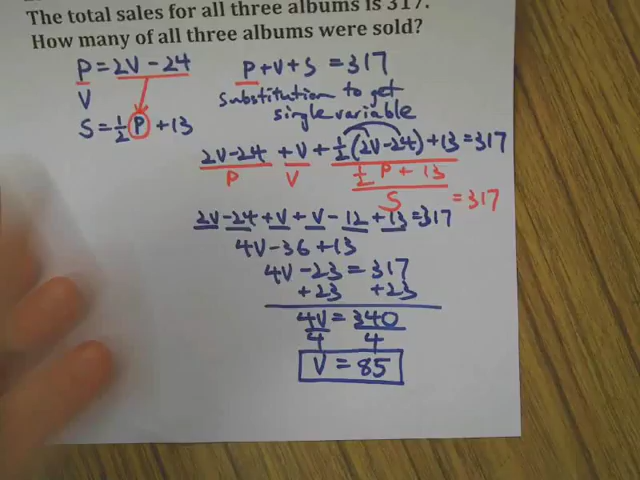 The total sales for all three albums is 317.
How many of all three albums were sold?
P = 2V - 24
P + V + S = 317
V
Substitution to get
single variable
S = 1/2 P + 13
2V - 24 + V + 1/2 (2V - 24) + 13 = 317
P V 1/2 P + 13
S = 317
2V - 24 + V + V - 12 + 13 = 317
4V - 36 + 13
4V - 23 = 317
+23 +23
4V = 340
4 4
V = 85